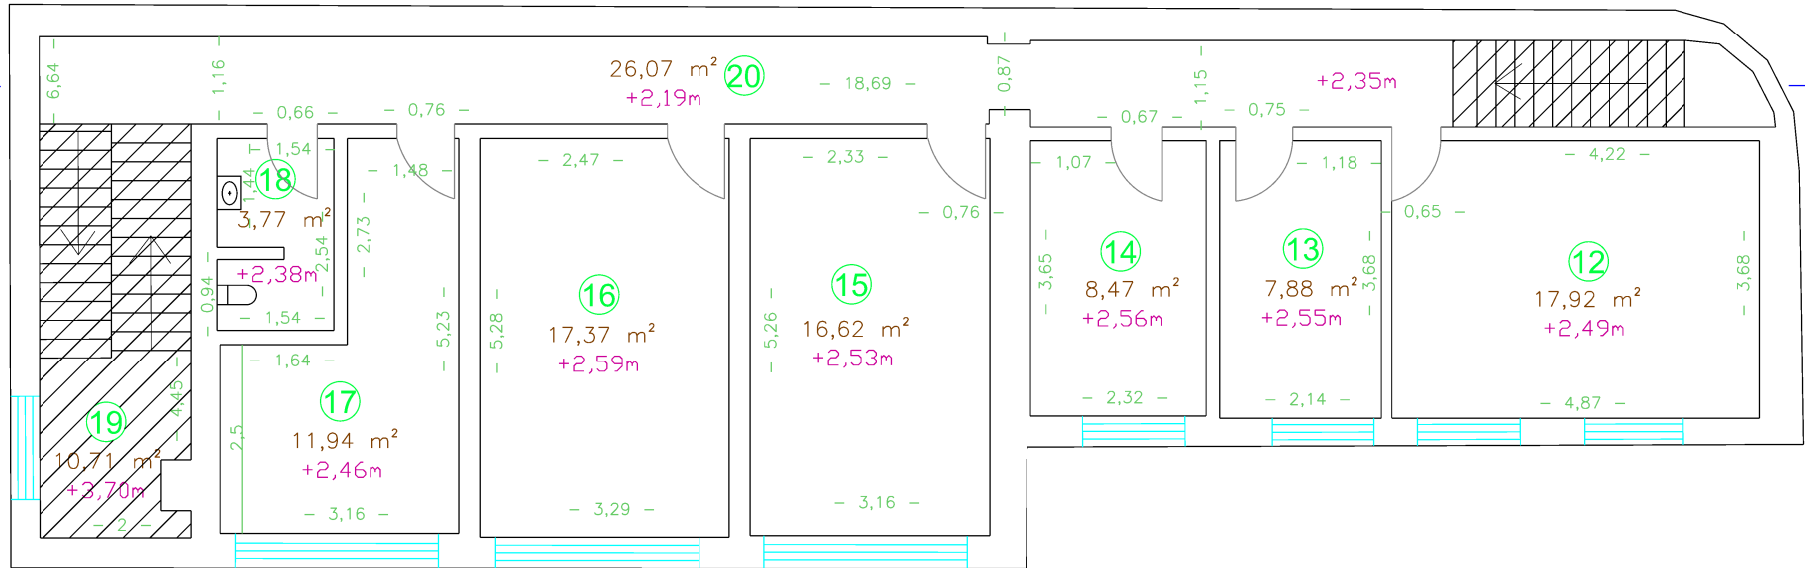 6,64
1,16
26,07 m²
20
+2,19m
18,69
0,87
1,15
+2,35m
0,66
0,76
0,67
0,75
1,54
18
1,44
3,77 m²
2,54
+2,38m
0,94
1,54
1,48
2,73
5,23
1,64
17
11,94 m²
+2,46m
2,5
3,16
19
4,45
10,71 m²
+3,70m
2
2,47
5,28
16
17,37 m²
+2,59m
3,29
2,33
0,76
5,26
15
16,62 m²
+2,53m
3,16
1,07
3,65
14
8,47 m²
+2,56m
2,32
1,18
13
3,68
7,88 m²
+2,55m
2,14
4,22
0,65
12
17,92 m²
+2,49m
3,68
4,87